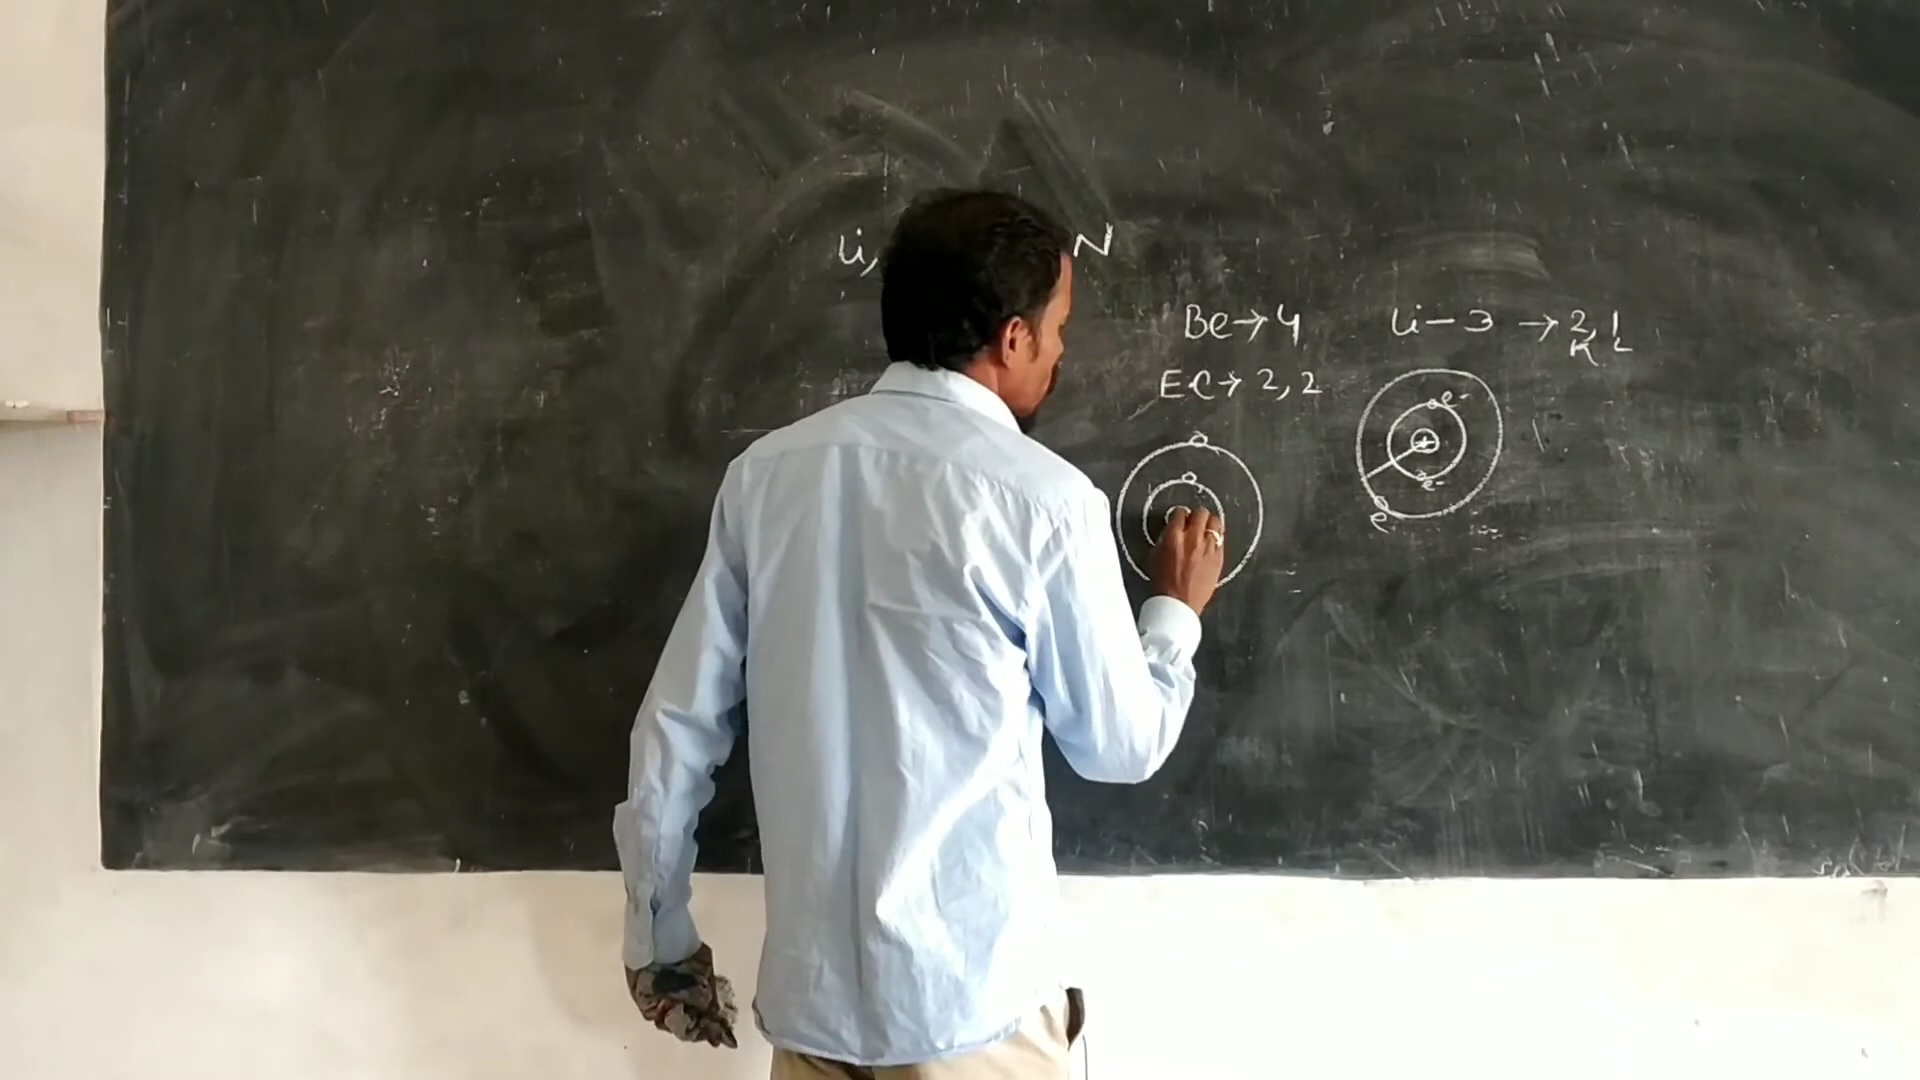 Li, N
Be→4
EC→2,2
Li-3 →2,1
K L
e-
e-
e